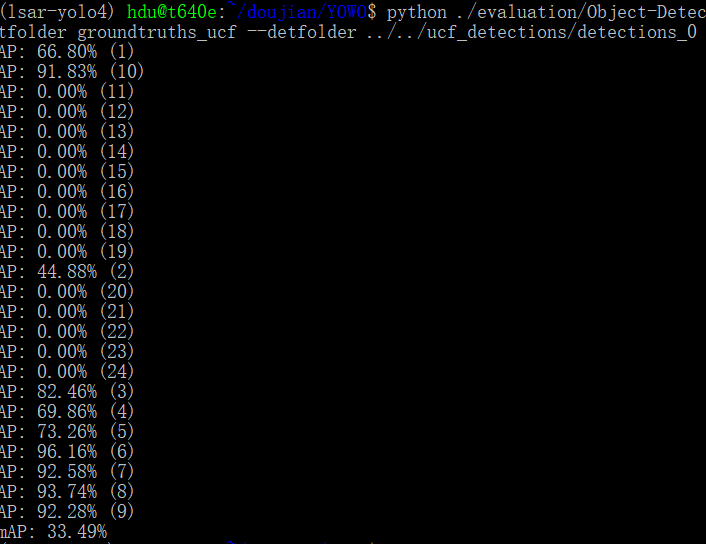 (lsar-yolo4) hdu@t640e:~/doujian/YOWO$ python ./evaluation/Object-Detec
tfolder groundtruths_ucf --detfolder ../../ucf_detections/detections_0
AP: 66.80% (1)
AP: 91.83% (10)
AP: 0.00% (11)
AP: 0.00% (12)
AP: 0.00% (13)
AP: 0.00% (14)
AP: 0.00% (15)
AP: 0.00% (16)
AP: 0.00% (17)
AP: 0.00% (18)
AP: 0.00% (19)
AP: 44.88% (2)
AP: 0.00% (20)
AP: 0.00% (21)
AP: 0.00% (22)
AP: 0.00% (23)
AP: 0.00% (24)
AP: 82.46% (3)
AP: 69.86% (4)
AP: 73.26% (5)
AP: 96.16% (6)
AP: 92.58% (7)
AP: 93.74% (8)
AP: 92.28% (9)
mAP: 33.49%